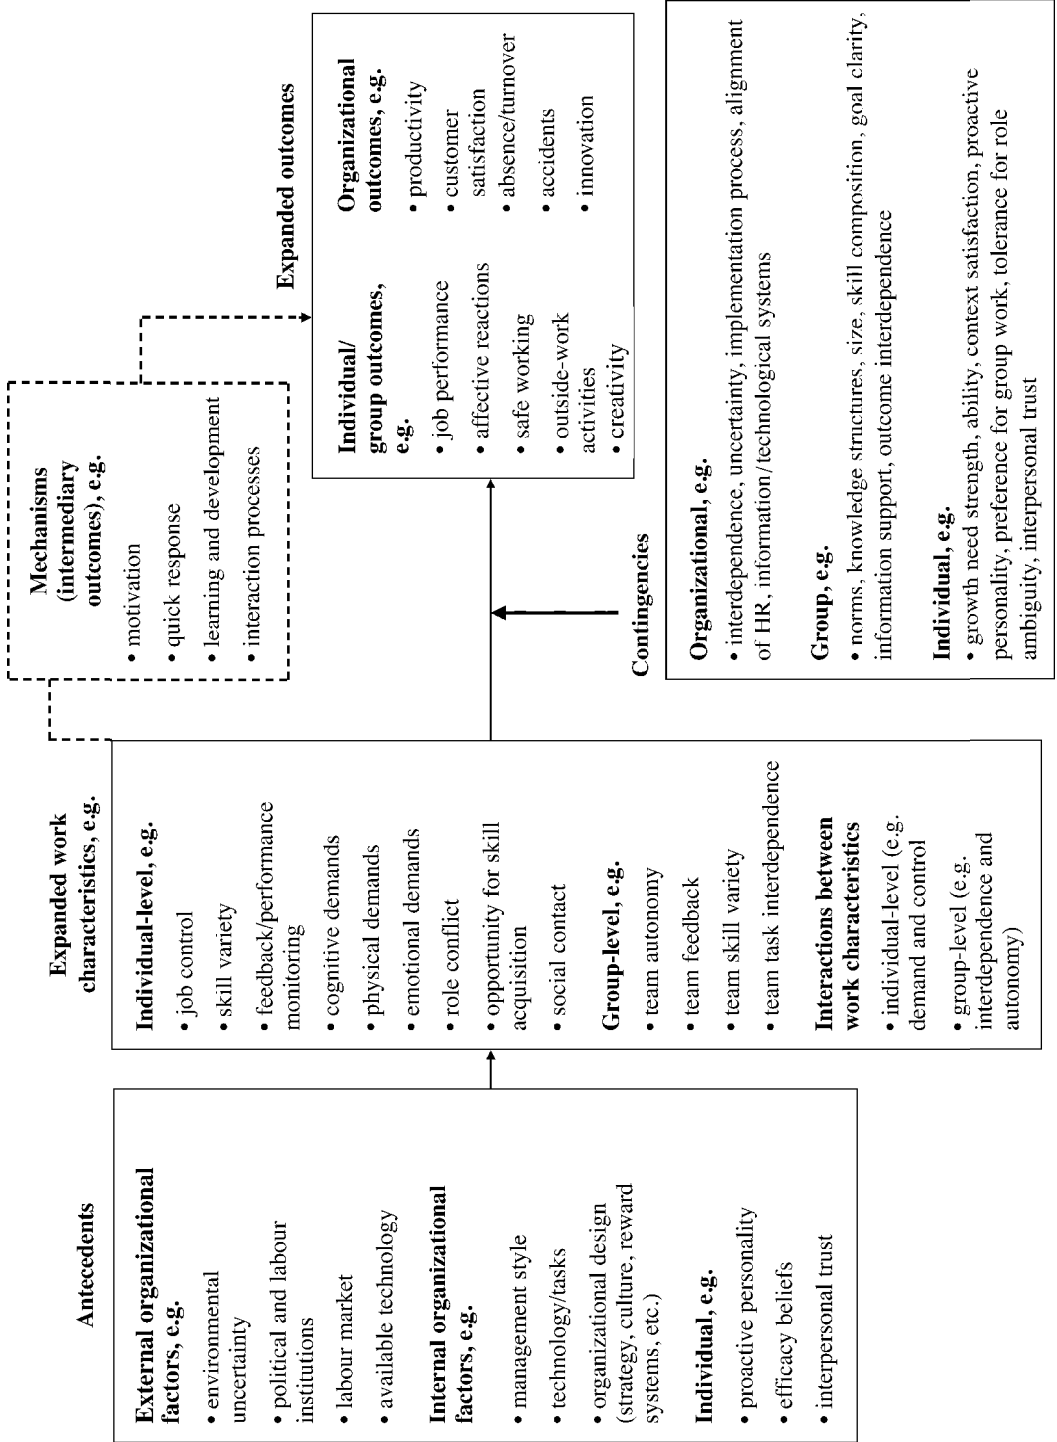 Antecedents
External organizational
factors, e.g.
• environmental
uncertainty
• political and labour
institutions
• labour market
• available technology
Internal organizational
factors, e.g.
• management style
• technology/tasks
• organizational design
(strategy, culture, reward
systems, etc.)
Individual, e.g.
• proactive personality
• efficacy beliefs
• interpersonal trust
Expanded work
characteristics, e.g.
Individual-level, e.g.
• job control
• skill variety
• feedback/performance
monitoring
• cognitive demands
• physical demands
• emotional demands
• role conflict
• opportunity for skill
acquisition
• social contact
Group-level, e.g.
• team autonomy
• team feedback
• team skill variety
• team task interdependence
Interactions between
work characteristics
• individual-level (e.g.
demand and control
• group-level (e.g.
interdependence and
autonomy)
Mechanisms
(intermediary
outcomes), e.g.
• motivation
• quick response
• learning and development
• interaction processes
Expanded outcomes
Individual/
group outcomes,
e.g.
• job performance
• affective reactions
• safe working
• outside-work
activities
• creativity
Organizational
outcomes, e.g.
• productivity
• customer
satisfaction
• absence/turnover
• accidents
• innovation
Contingencies
Organizational, e.g.
• interdependence, uncertainty, implementation process, alignment
of HR, information/technological systems
Group, e.g.
• norms, knowledge structures, size, skill composition, goal clarity,
information support, outcome interdependence
Individual, e.g.
• growth need strength, ability, context satisfaction, proactive
personality, preference for group work, tolerance for role
ambiguity, interpersonal trust